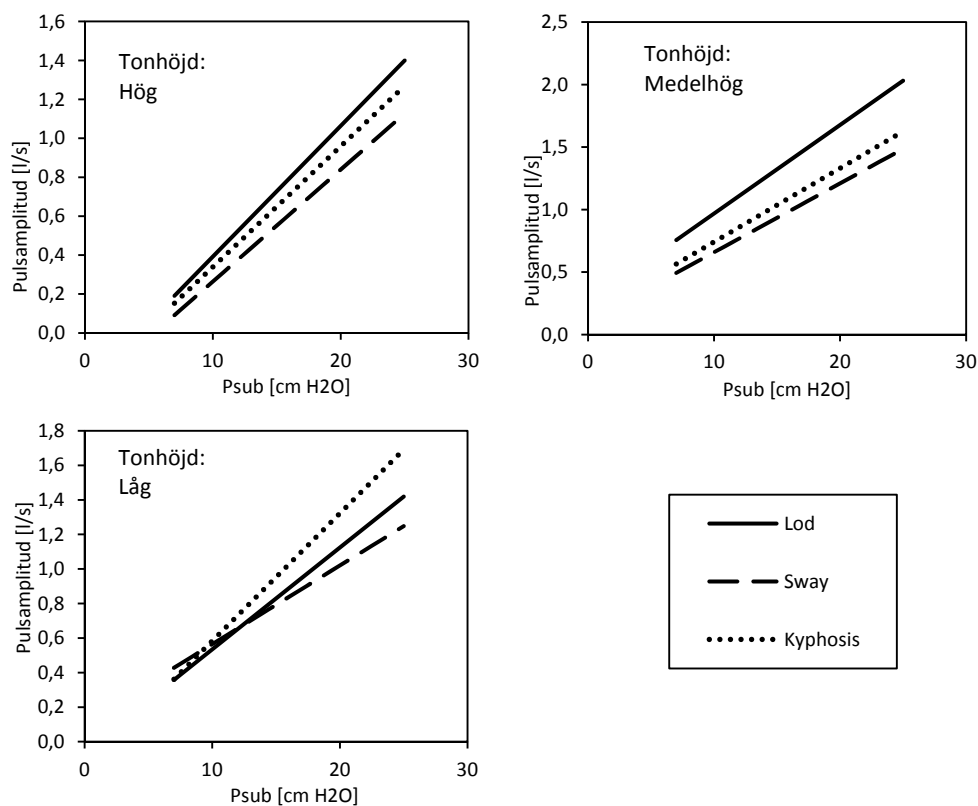 Tonhöjd:
Hög
Pulsamplitud [l/s]
1,6
1,4
1,2
1,0
0,8
0,6
0,4
0,2
0,0
0 10 20 30
Psub [cm H2O]
Tonhöjd:
Medelhög
Pulsamplitud [l/s]
2,5
2,0
1,5
1,0
0,5
0,0
0 10 20 30
Psub [cm H2O]
Tonhöjd:
Låg
Pulsamplitud [l/s]
1,8
1,6
1,4
1,2
1,0
0,8
0,6
0,4
0,2
0,0
0 10 20 30
Psub [cm H2O]
Lod
Sway
Kyphosis